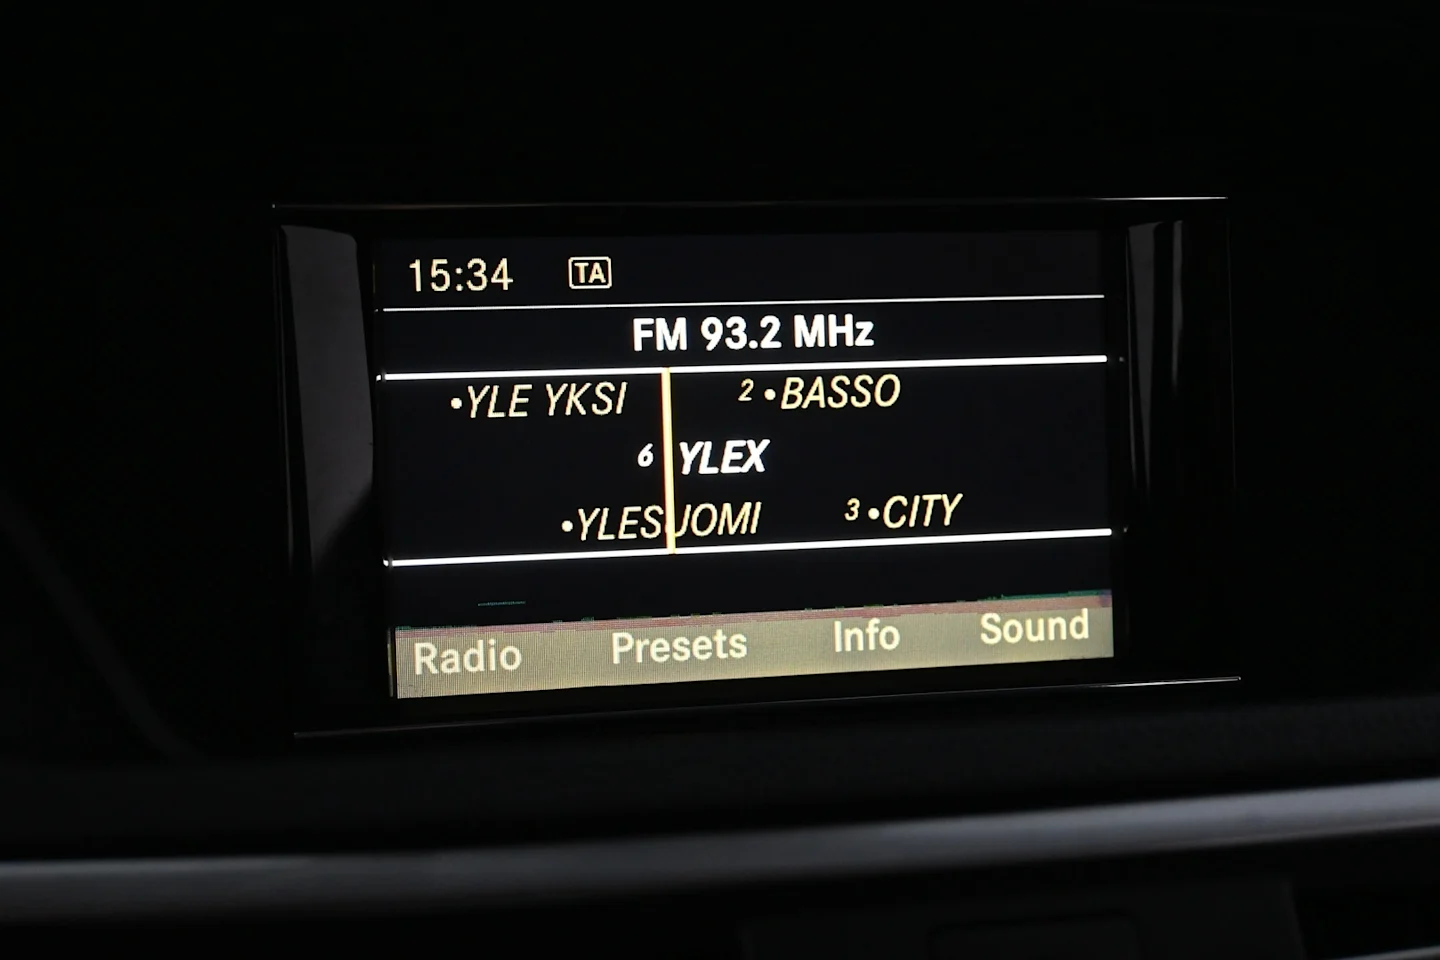 15:34 TA
FM 93.2 MHz
•YLE YKSI 2 •BASSO
6 YLEX
•YLESUOMI 3 •CITY
Radio Presets Info Sound